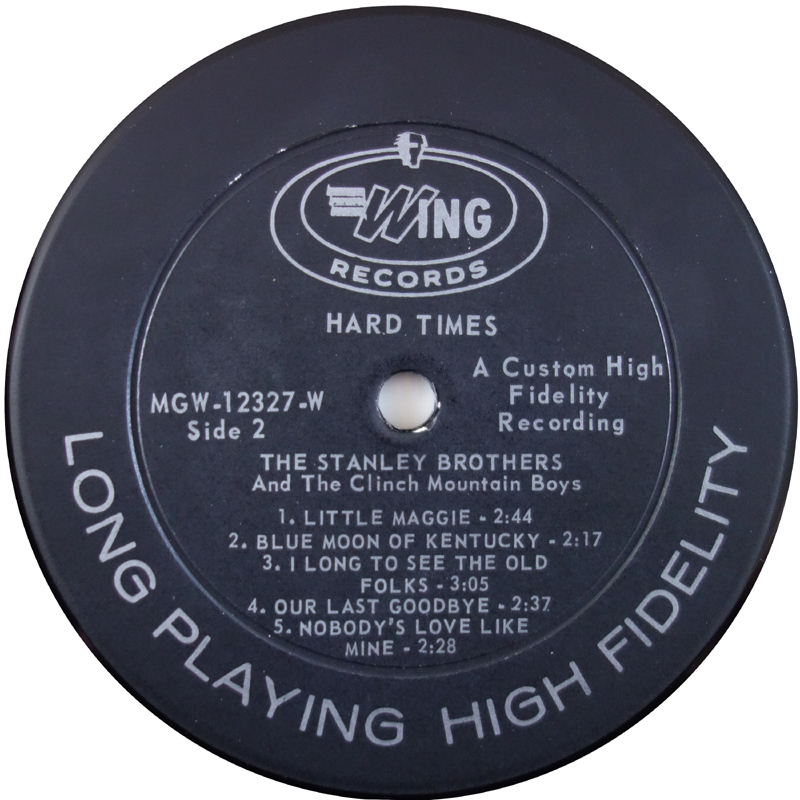 WING
RECORDS
HARD TIMES
A Custom High
Fidelity
Recording
MGW-12327-W
Side 2
THE STANLEY BROTHERS
And The Clinch Mountain Boys
1. LITTLE MAGGIE - 2:44
2. BLUE MOON OF KENTUCKY - 2:17
3. I LONG TO SEE THE OLD
FOLKS - 3:05
4. OUR LAST GOODBYE - 2:37
5. NOBODY'S LOVE LIKE
MINE - 2:28
LONG PLAYING HIGH FIDELITY